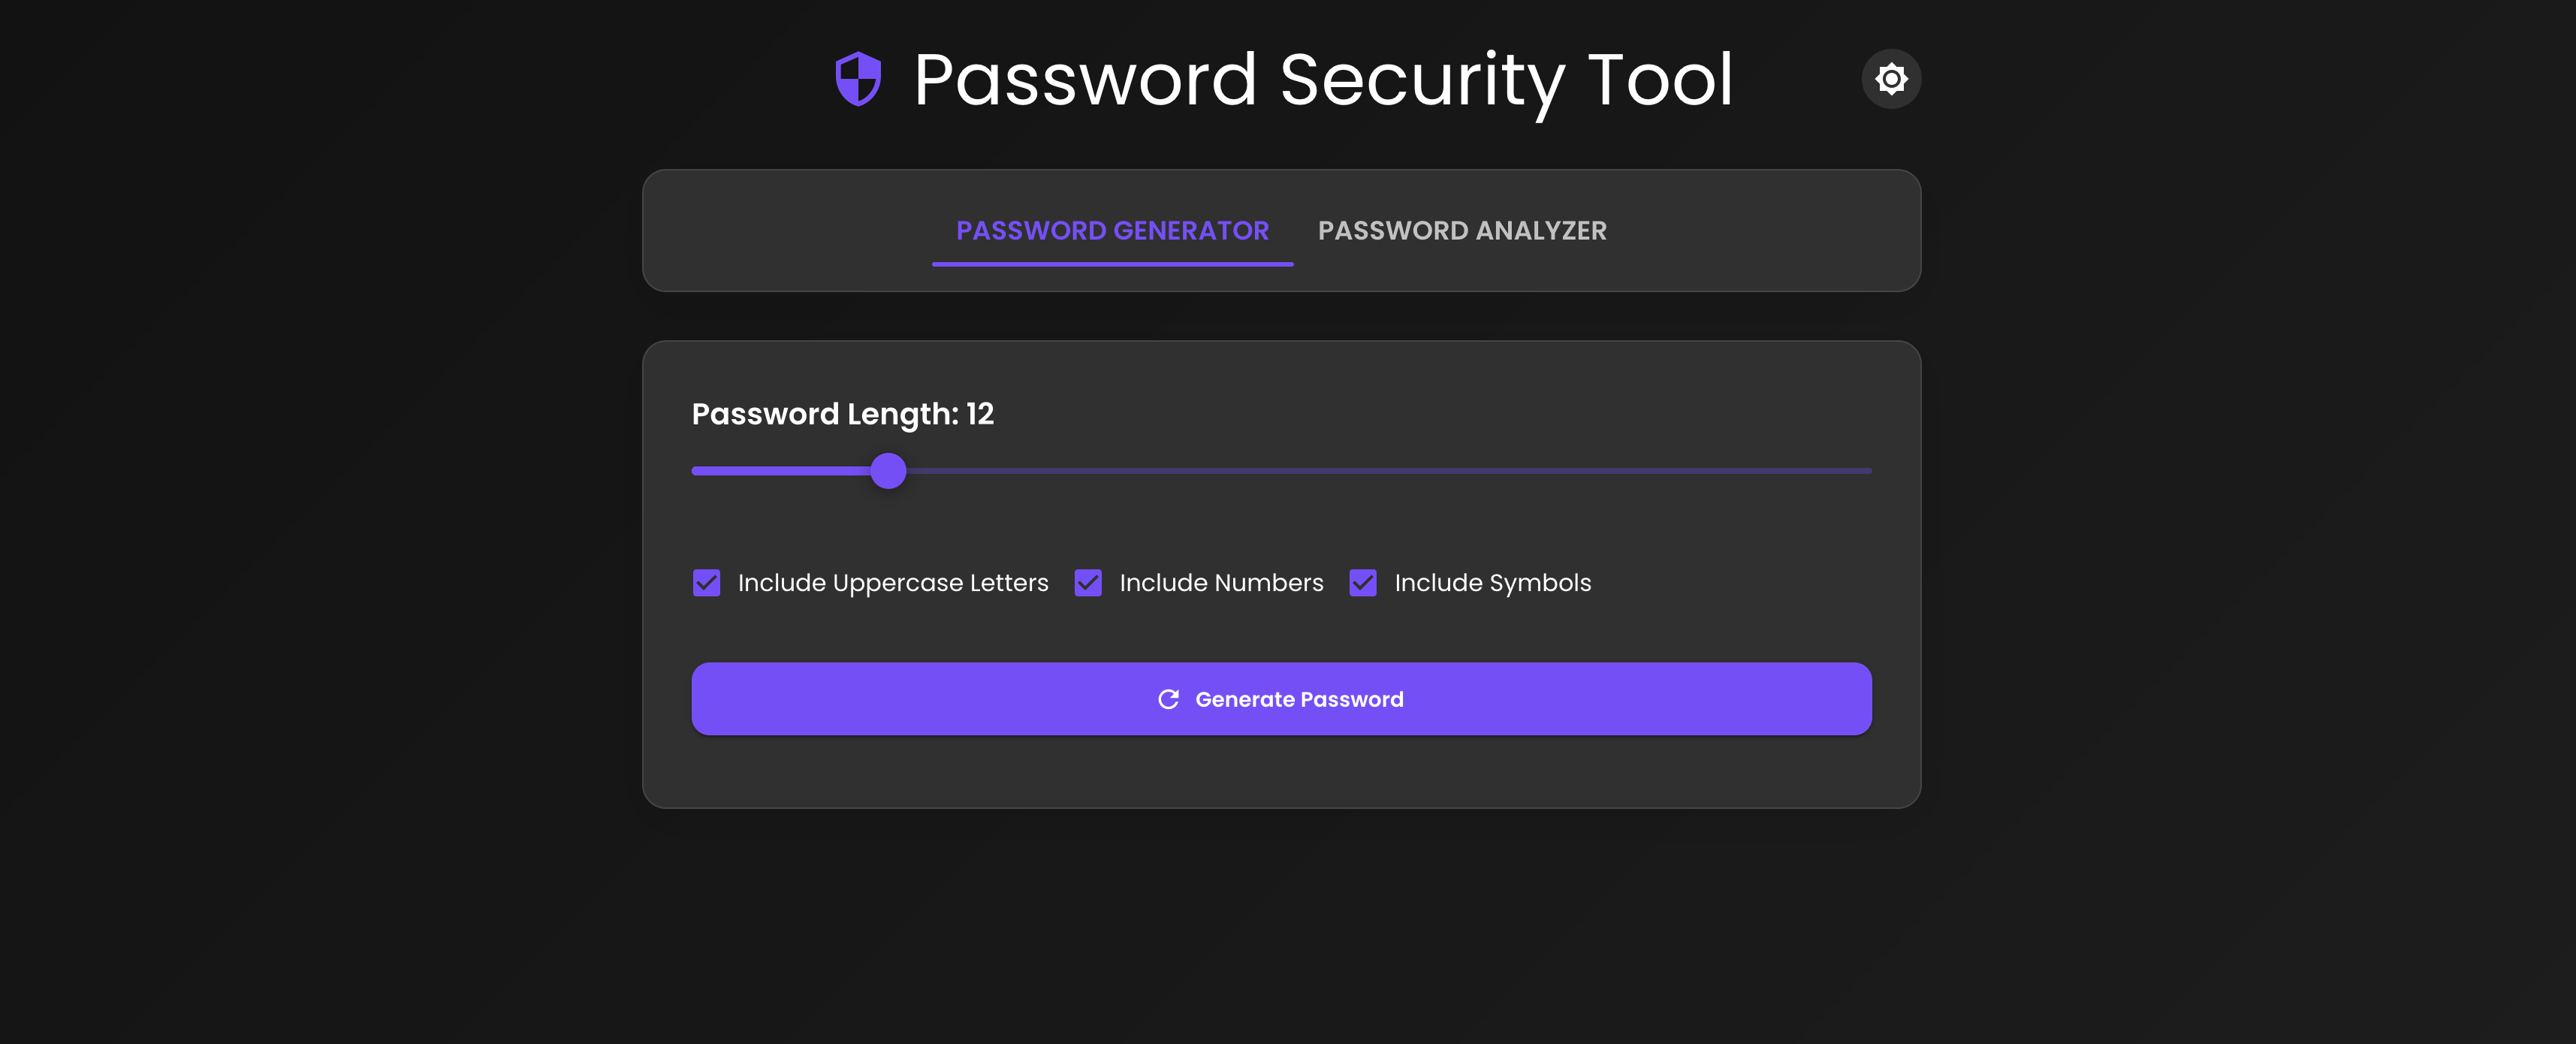 Password Security Tool
PASSWORD GENERATOR PASSWORD ANALYZER
Password Length: 12
Include Uppercase Letters Include Numbers Include Symbols
Generate Password